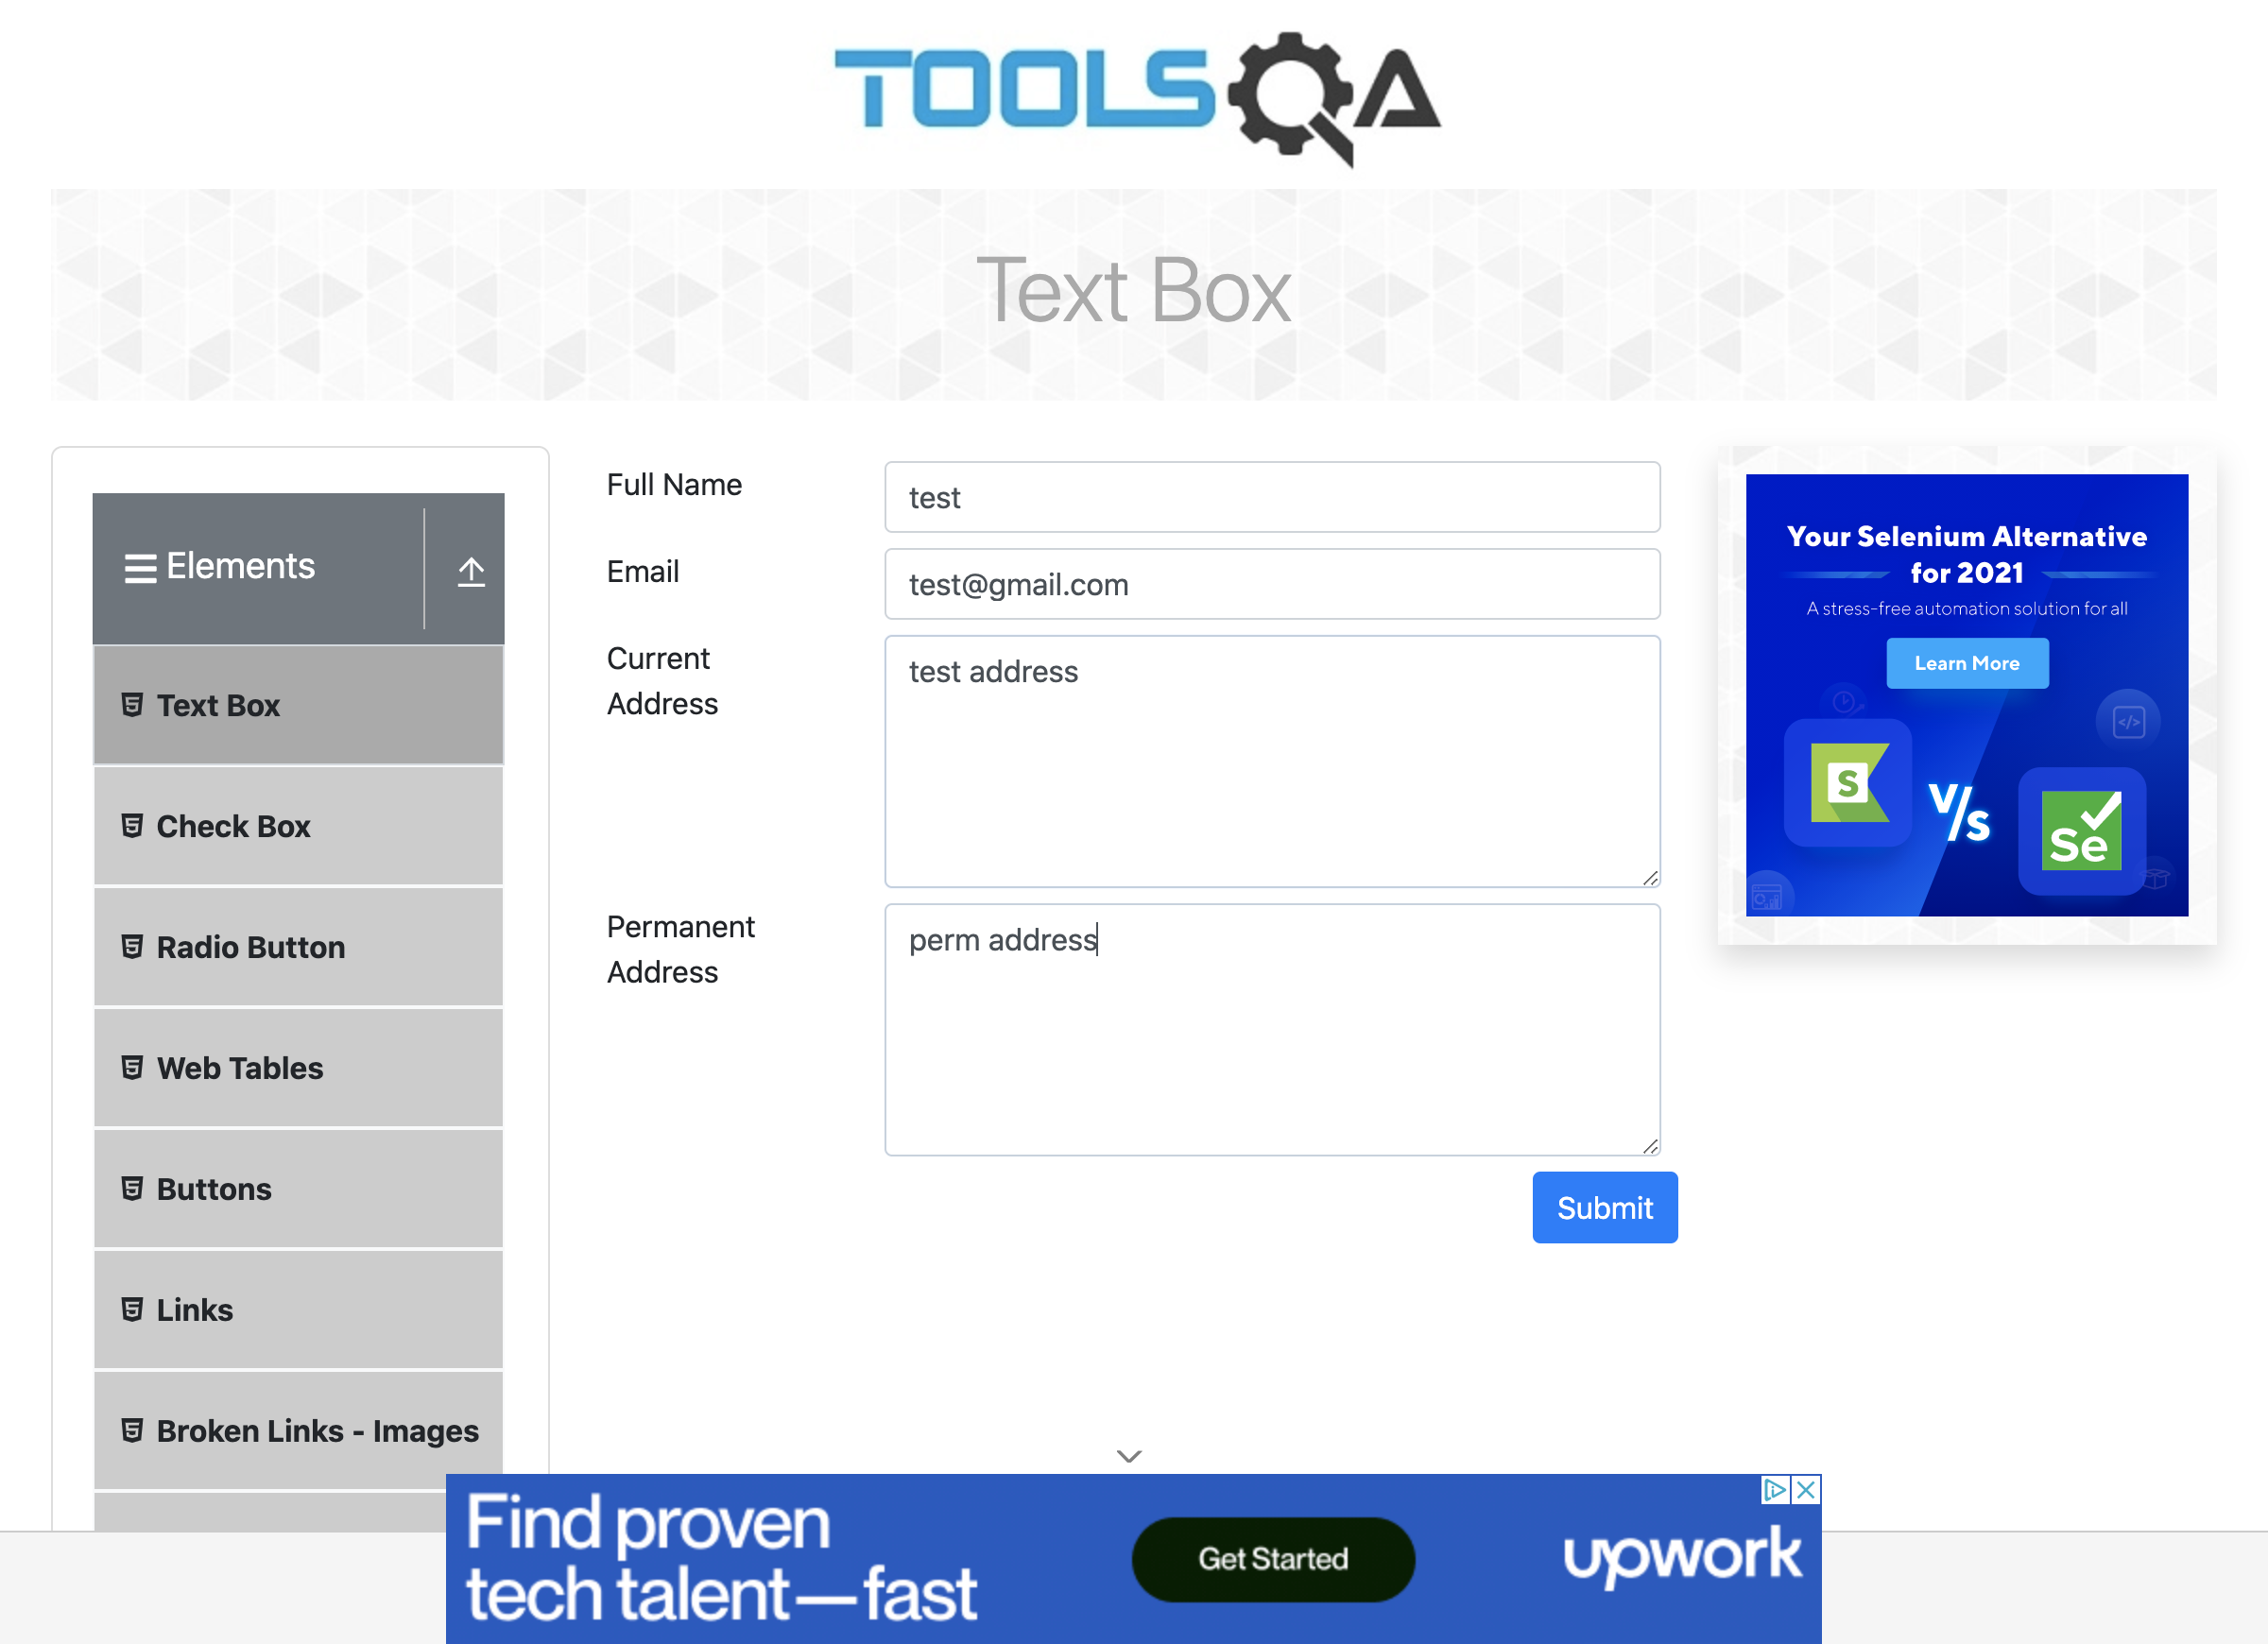 TOOLSQA
Text Box
Elements
Text Box
Check Box
Radio Button
Web Tables
Buttons
Links
Broken Links - Images
Full Name
test
Email
test@gmail.com
Current
Address
test address
Permanent
Address
perm address
Submit
Your Selenium Alternative
for 2021
A stress-free automation solution for all
Learn More
</>
S
V/s
Se
Find proven
tech talent—fast
Get Started
upwork